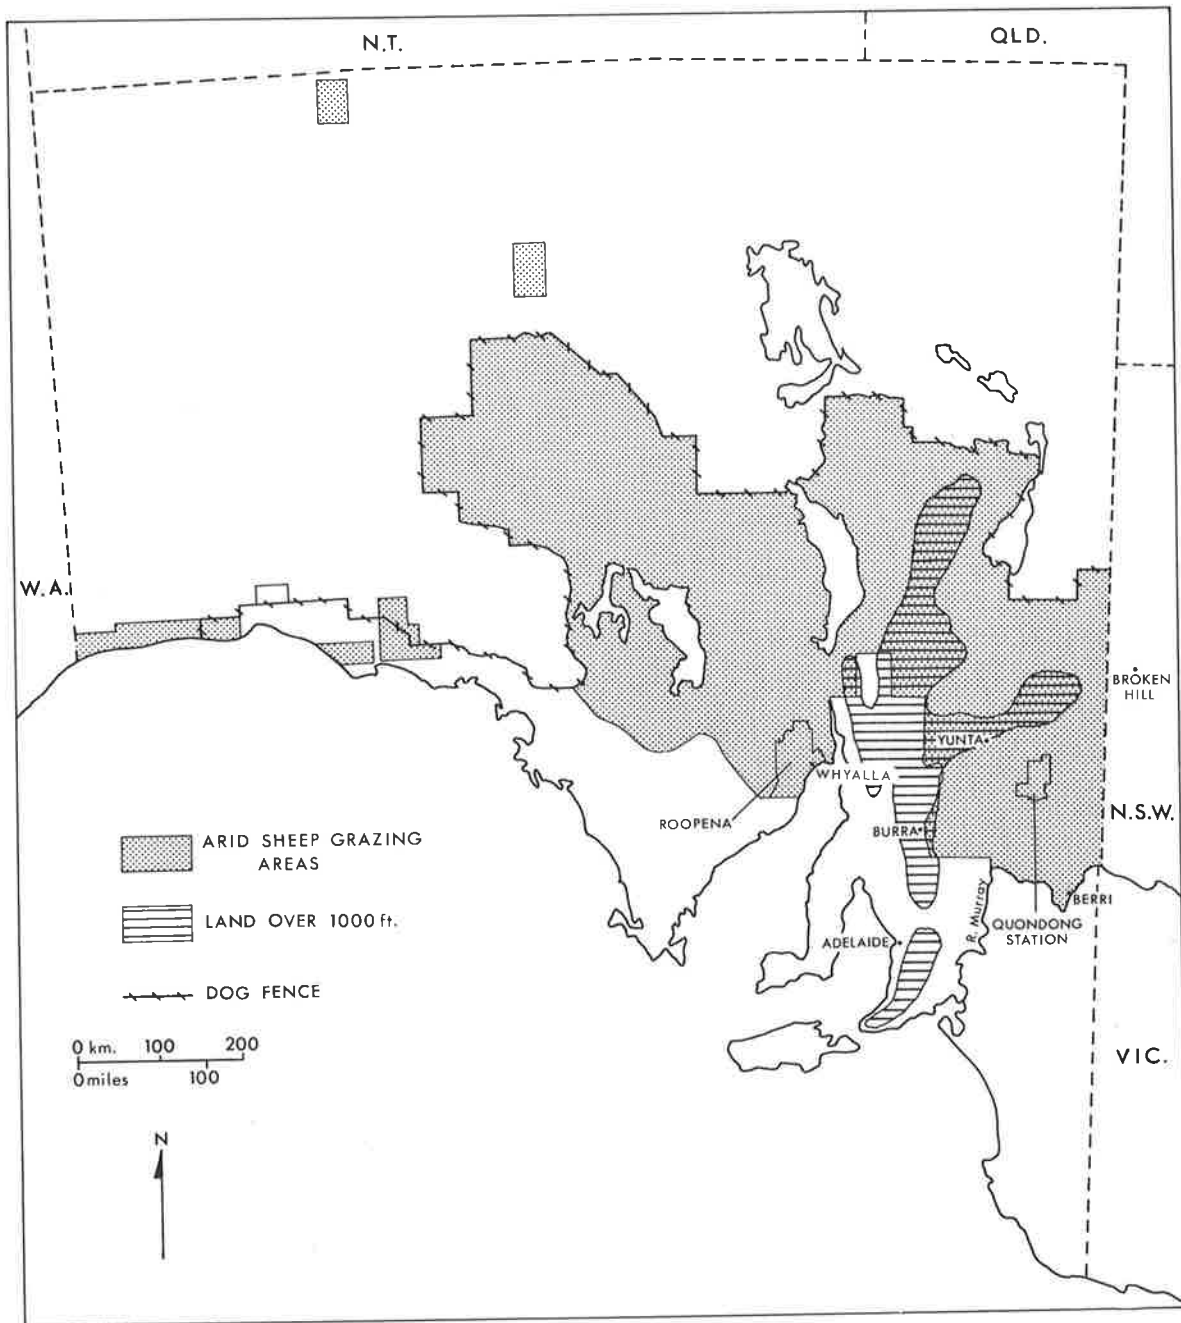 N.T.
QLD.
W.A.
BROKEN
HILL
YUNTA
WHYALLA
ROOPENA
BURRA
N.S.W.
ARID SHEEP GRAZING
AREAS
LAND OVER 1000 ft.
DOG FENCE
R. Murray
BERRI
QUONDONG
STATION
ADELAIDE
0 km. 100 200
0 miles 100
VIC.
N